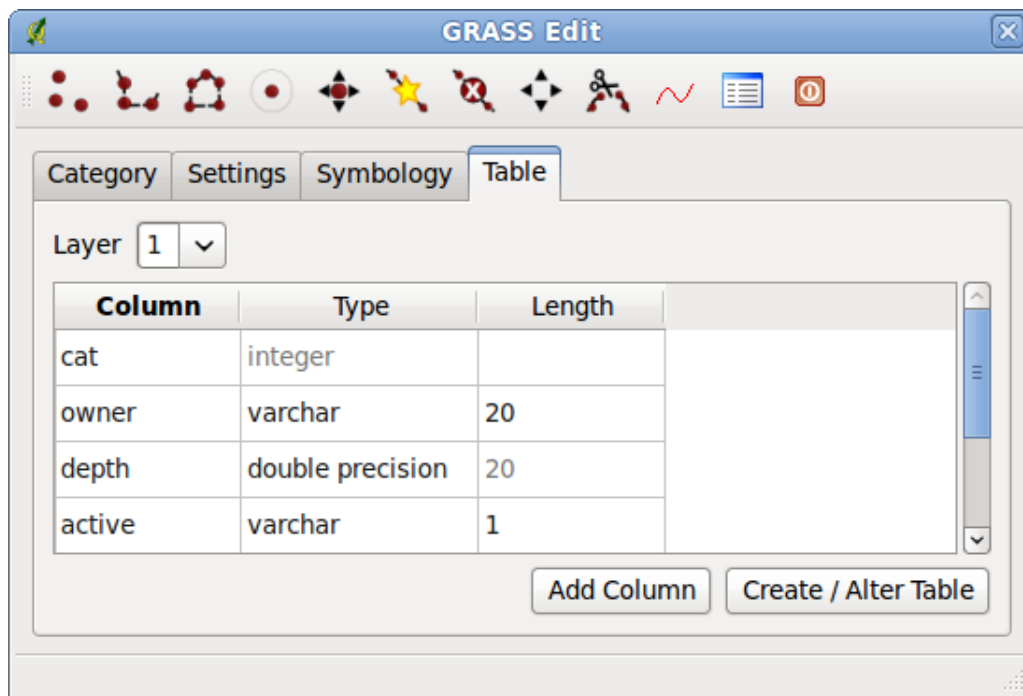 GRASS Edit
Category Settings Symbology Table
Layer 1
Column Type Length
cat integer
owner varchar 20
depth double precision 20
active varchar 1
Add Column Create / Alter Table